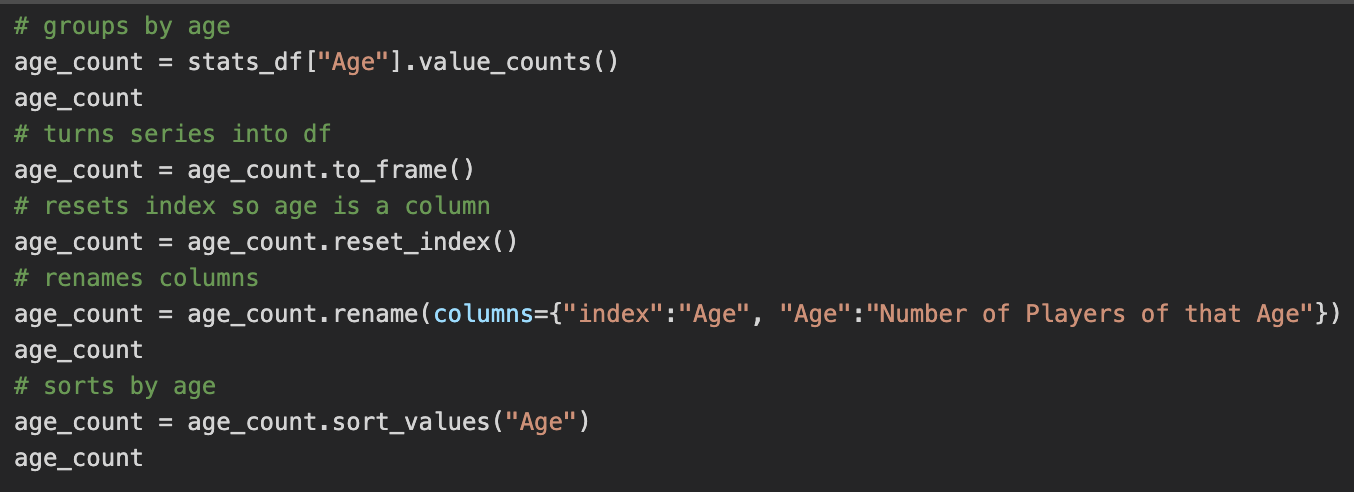 # groups by age
age_count = stats_df["Age"].value_counts()
age_count
# turns series into df
age_count = age_count.to_frame()
# resets index so age is a column
age_count = age_count.reset_index()
# renames columns
age_count = age_count.rename(columns={"index":"Age", "Age":"Number of Players of that Age"})
age_count
# sorts by age
age_count = age_count.sort_values("Age")
age_count